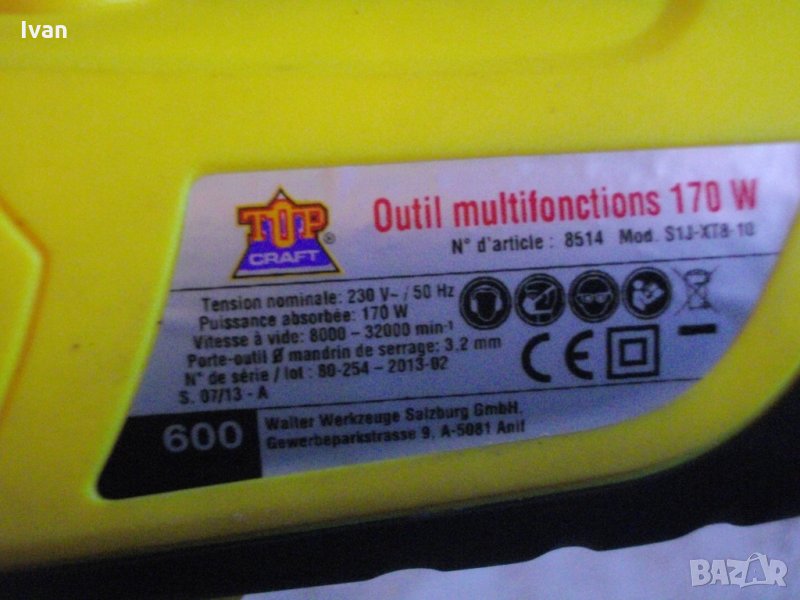 Ivan
TOP
CRAFT
®
Outil multifonctions 170 W
N° d'article : 8514 Mod. S1J-XT8-10
Tension nominale: 230 V~ / 50 Hz
Puissance absorbée: 170 W
Vitesse à vide: 8000 – 32000 min-¹
Porte-outil Ø mandrin de serrage: 3.2 mm
N° de série / lot : 80-254 – 2013-02
S. 07/13 - A
CE
600
Walter Werkzeuge Salzburg GmbH.
Gewerbeparkstrasse 9, A-5081 Anif
BAZAR